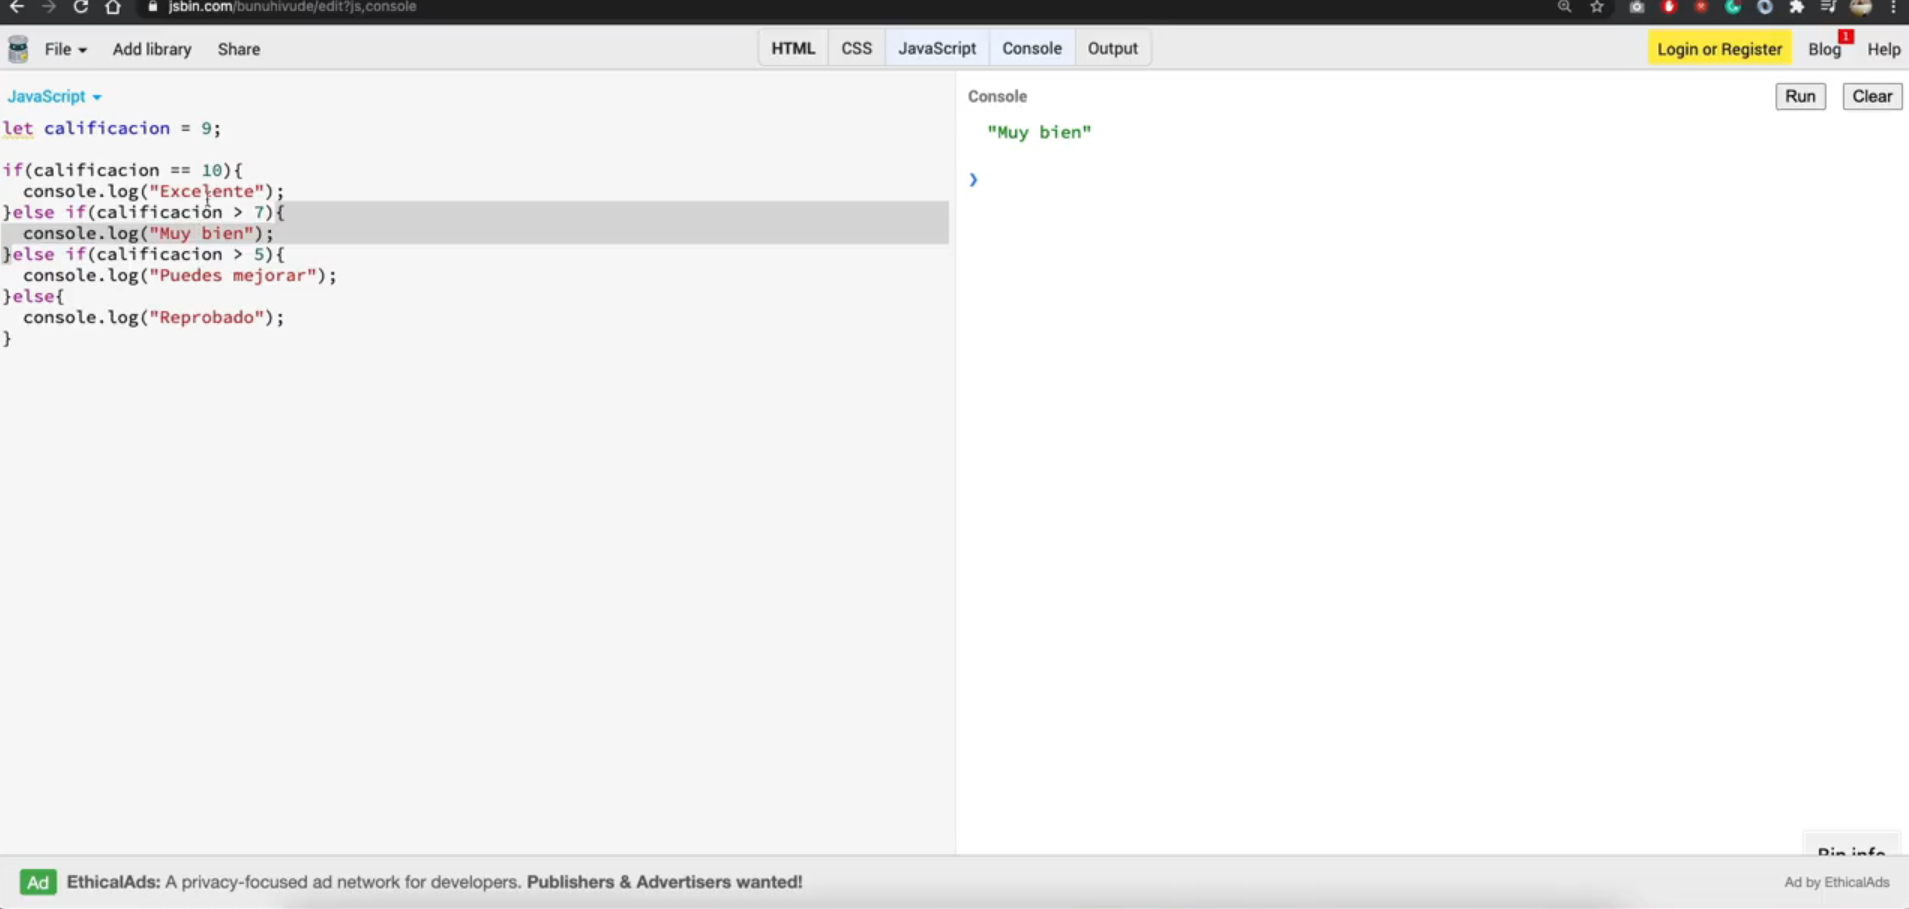 jsbin.com/bunuhivude/edit?js,console
File Add library Share HTML CSS JavaScript Console Output Login or Register Blog 1 Help
JavaScript
let calificacion = 9;
if(calificacion == 10){
console.log("Excelente");
}else if(calificacion > 7){
console.log("Muy bien");
}else if(calificacion > 5){
console.log("Puedes mejorar");
}else{
console.log("Reprobado");
}
Console Run Clear
"Muy bien"
Bin info
Ad EthicalAds: A privacy-focused ad network for developers. Publishers & Advertisers wanted! Ad by EthicalAds